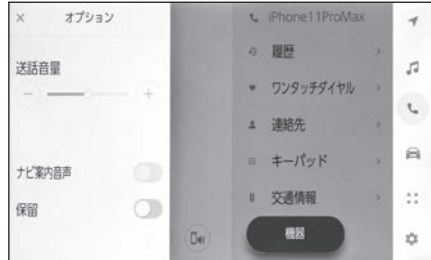 × オプション
送話音量
ナビ案内音声
保留
iPhone11ProMax
履歴
ワンタッチダイヤル
連絡先
キーパッド
交通情報
機器